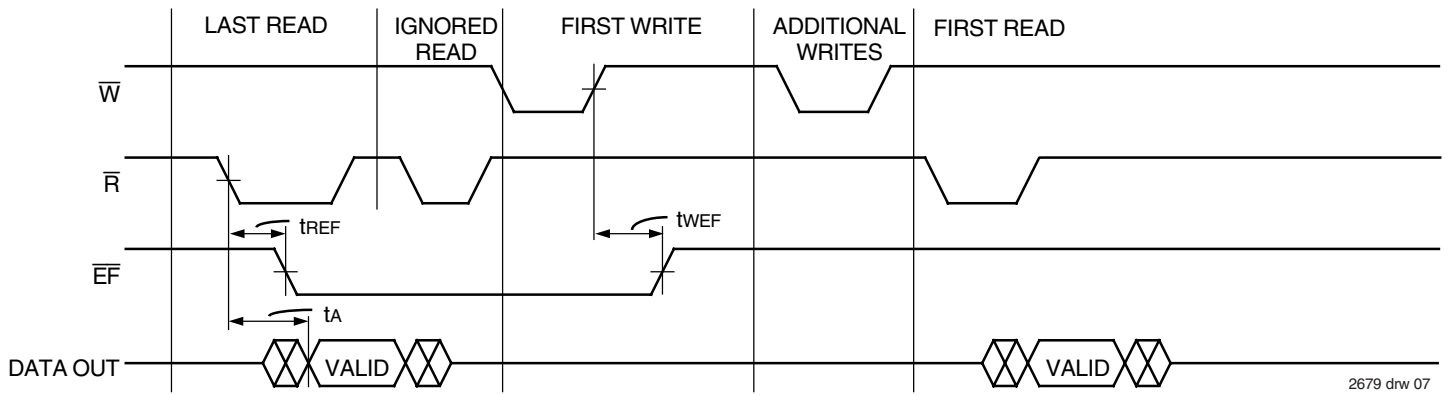 LAST READ
IGNORED
READ
FIRST WRITE
ADDITIONAL
WRITES
FIRST READ
W̅
R̅
tREF
tWEF
E̅F̅
tA
DATA OUT
VALID
VALID
2679 drw 07